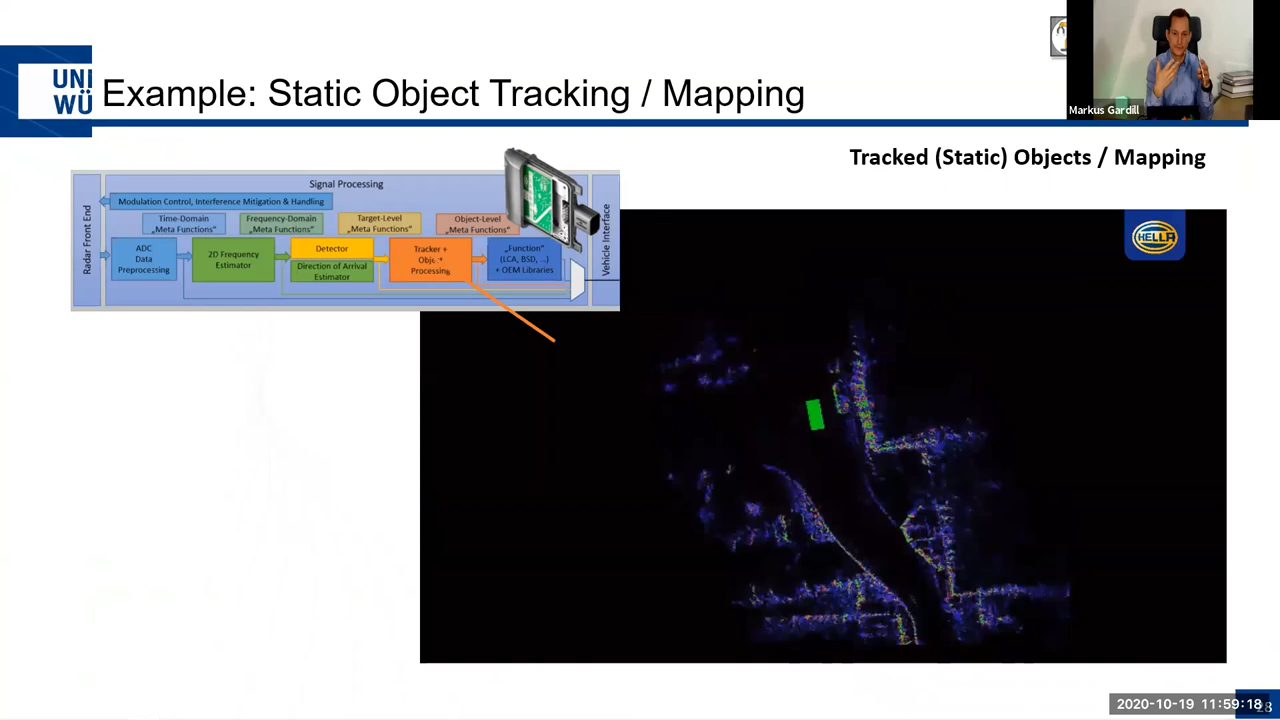 UNI
WÜ
Example: Static Object Tracking / Mapping
Markus Gardill
Tracked (Static) Objects / Mapping
Signal Processing
Radar Front End
Modulation Control, Interference Mitigation & Handling
Time-Domain
„Meta Functions"
Frequency-Domain
„Meta Functions"
Target-Level
„Meta Functions"
Object-Level
„Meta Functions"
ADC
Data
Preprocessing
2D Frequency
Estimator
Detector
Direction of Arrival
Estimator
Tracker +
Processing
„Function"
(LCA, BSD, ...)
+ OEM Libraries
Vehicle Interface
HELLA
2020-10-19 11:59:18
28